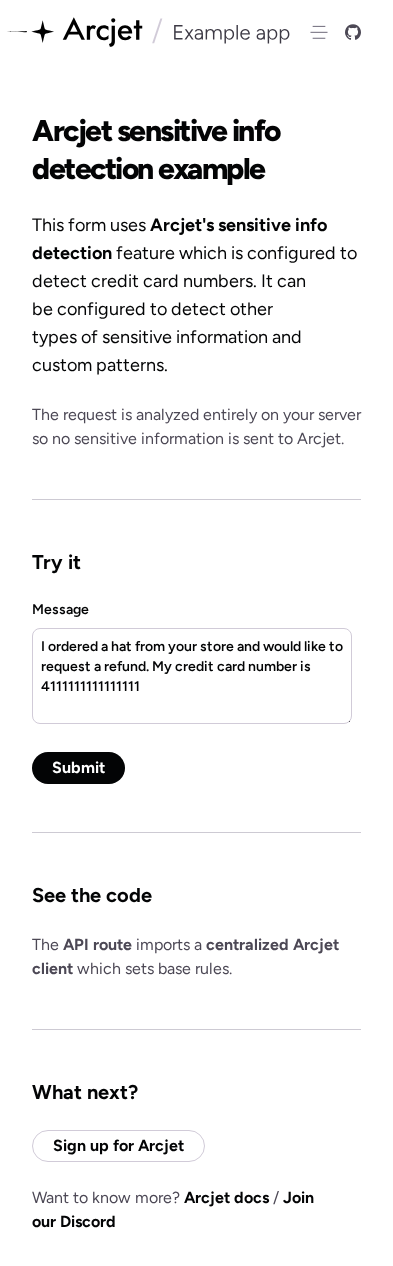 Arcjet / Example app
Arcjet sensitive info
detection example
This form uses Arcjet's sensitive info
detection feature which is configured to
detect credit card numbers. It can
be configured to detect other
types of sensitive information and
custom patterns.
The request is analyzed entirely on your server
so no sensitive information is sent to Arcjet.
Try it
Message
I ordered a hat from your store and would like to
request a refund. My credit card number is
4111111111111111
Submit
See the code
The API route imports a centralized Arcjet
client which sets base rules.
What next?
Sign up for Arcjet
Want to know more? Arcjet docs / Join
our Discord